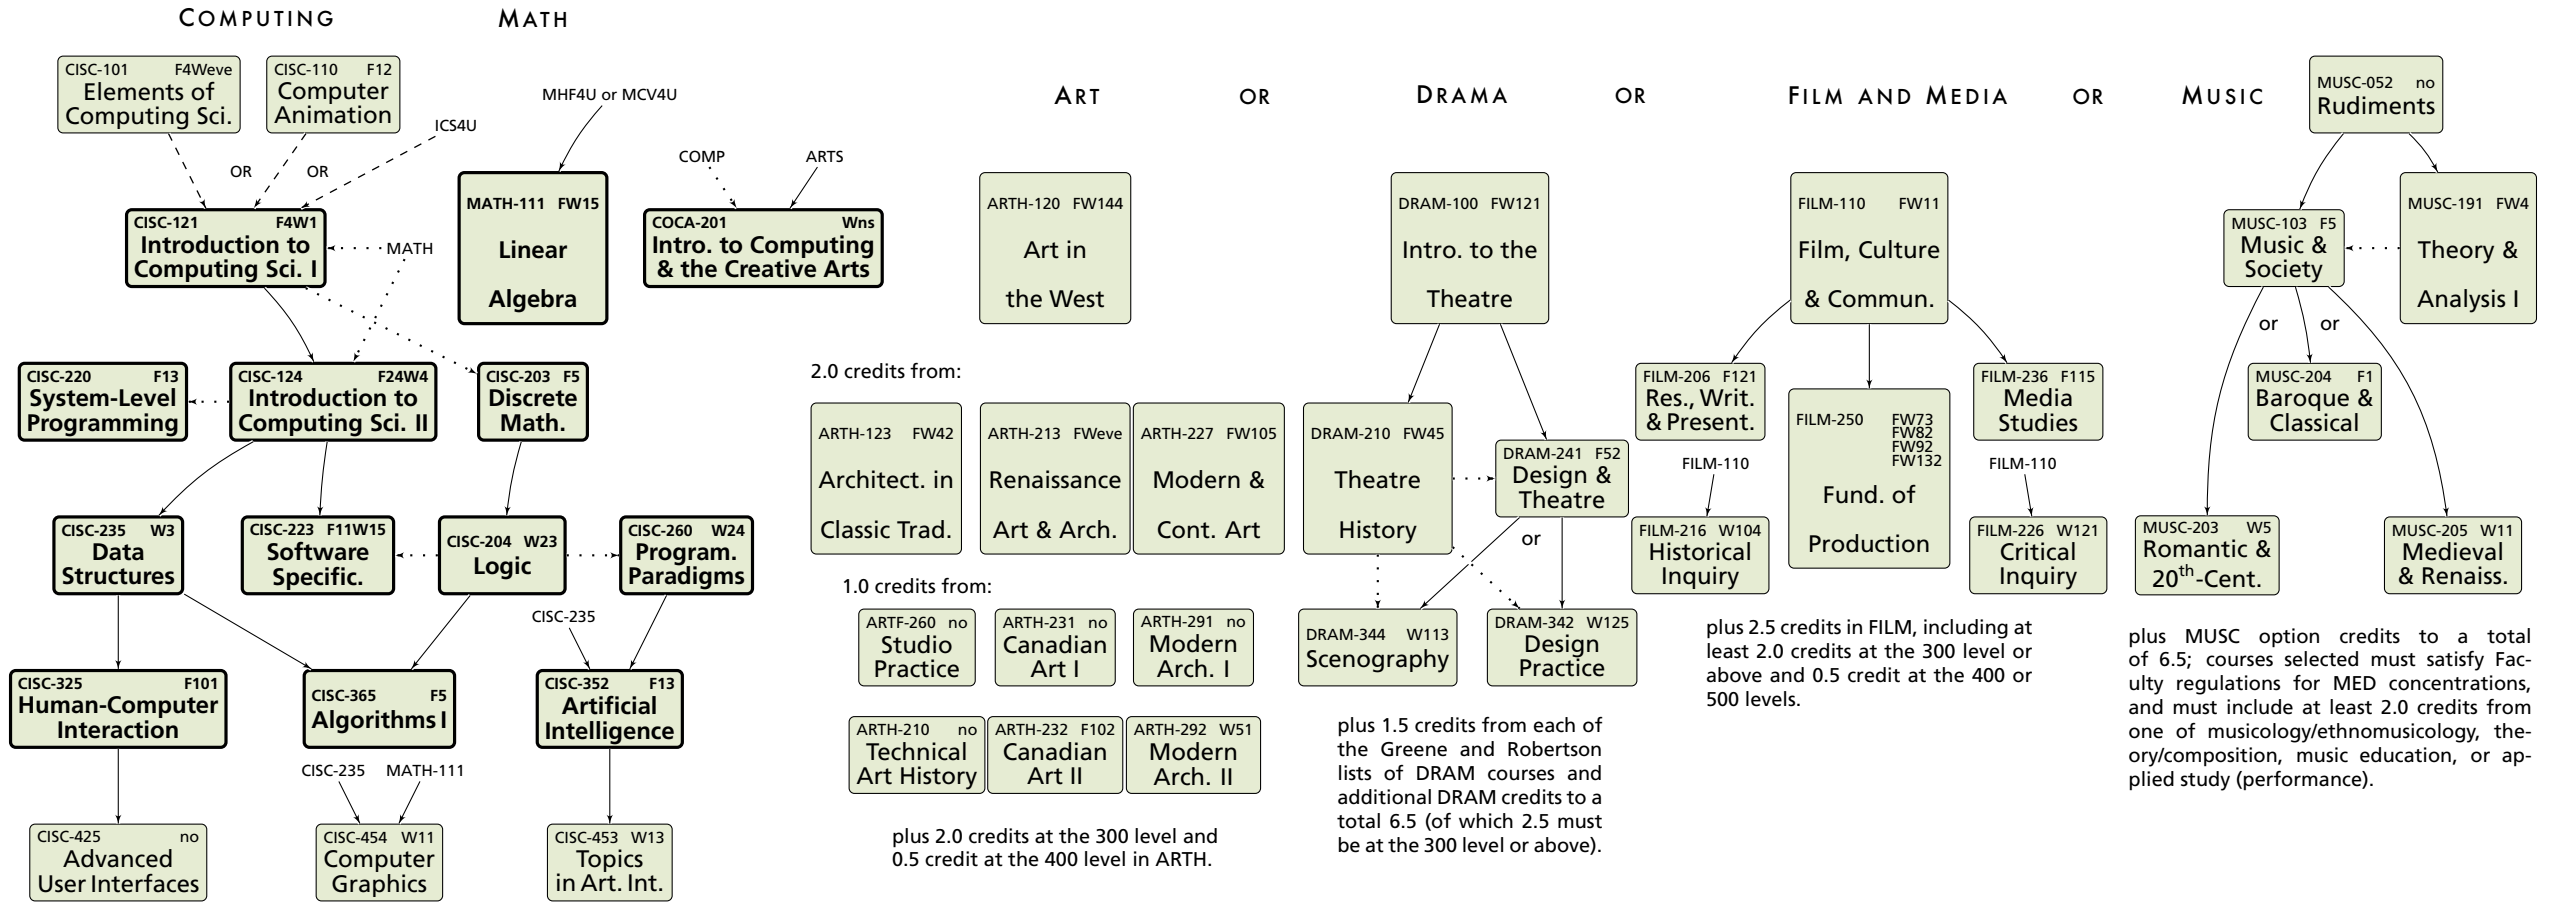 COMPUTING
MATH
CISC-101 F4Weve
Elements of
Computing Sci.
CISC-110 F12
Computer
Animation
ICS4U
OR
OR
MHF4U or MCV4U
CISC-121 F4W1
Introduction to
Computing Sci. I
MATH
MATH-111 FW15
Linear
Algebra
COMP
ARTS
COCA-201 Wns
Intro. to Computing
& the Creative Arts
CISC-220 F13
System-Level
Programming
CISC-124 F24W4
Introduction to
Computing Sci. II
CISC-203 F5
Discrete
Math.
CISC-235 W3
Data
Structures
CISC-223 F11W15
Software
Specific.
CISC-204 W23
Logic
CISC-260 W24
Program.
Paradigms
CISC-235
CISC-325 F101
Human-Computer
Interaction
CISC-365 F5
Algorithms I
CISC-352 F13
Artificial
Intelligence
CISC-235
MATH-111
CISC-425 no
Advanced
User Interfaces
CISC-454 W11
Computer
Graphics
CISC-453 W13
Topics
in Art. Int.
ART
OR
DRAMA
OR
FILM AND MEDIA
OR
MUSIC
ARTH-120 FW144
Art in
the West
2.0 credits from:
ARTH-123 FW42
Architect. in
Classic Trad.
ARTH-213 FWeve
Renaissance
Art & Arch.
ARTH-227 FW105
Modern &
Cont. Art
1.0 credits from:
ARTF-260 no
Studio
Practice
ARTH-231 no
Canadian
Art I
ARTH-291 no
Modern
Arch. I
ARTH-210 no
Technical
Art History
ARTH-232 F102
Canadian
Art II
ARTH-292 W51
Modern
Arch. II
plus 2.0 credits at the 300 level and
0.5 credit at the 400 level in ARTH.
DRAM-100 FW121
Intro. to the
Theatre
DRAM-210 FW45
Theatre
History
DRAM-241 F52
Design &
Theatre
or
DRAM-344 W113
Scenography
DRAM-342 W125
Design
Practice
plus 1.5 credits from each of
the Greene and Robertson
lists of DRAM courses and
additional DRAM credits to a
total 6.5 (of which 2.5 must
be at the 300 level or above).
FILM-110 FW11
Film, Culture
& Commun.
FILM-206 F121
Res., Writ.
& Present.
FILM-250 FW73
FW82
FW92
FW132
Fund. of
Production
FILM-236 F115
Media
Studies
FILM-110
FILM-110
FILM-216 W104
Historical
Inquiry
FILM-226 W121
Critical
Inquiry
plus 2.5 credits in FILM, including at
least 2.0 credits at the 300 level or
above and 0.5 credit at the 400 or
500 levels.
MUSC-052 no
Rudiments
MUSC-103 F5
Music &
Society
MUSC-191 FW4
Theory &
Analysis I
or
or
MUSC-204 F1
Baroque &
Classical
MUSC-203 W5
Romantic &
20th-Cent.
MUSC-205 W11
Medieval
& Renaiss.
plus MUSC option credits to a total
of 6.5; courses selected must satisfy Fac-
ulty regulations for MED concentrations,
and must include at least 2.0 credits from
one of musicology/ethnomusicology, the-
ory/composition, music education, or ap-
plied study (performance).